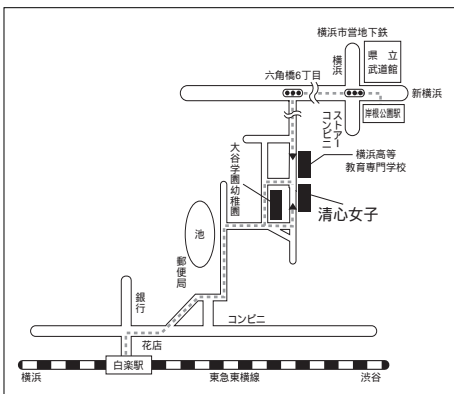 横浜市営地下鉄
横浜
県立
武道館
六角橋6丁目
新横浜
岸根公園駅
コンビニ
ストアー
横浜高等
教育専門学校
大谷学園
幼稚園
清心女子
池
郵便局
銀行
コンビニ
花店
白楽駅
横浜
東急東横線
渋谷